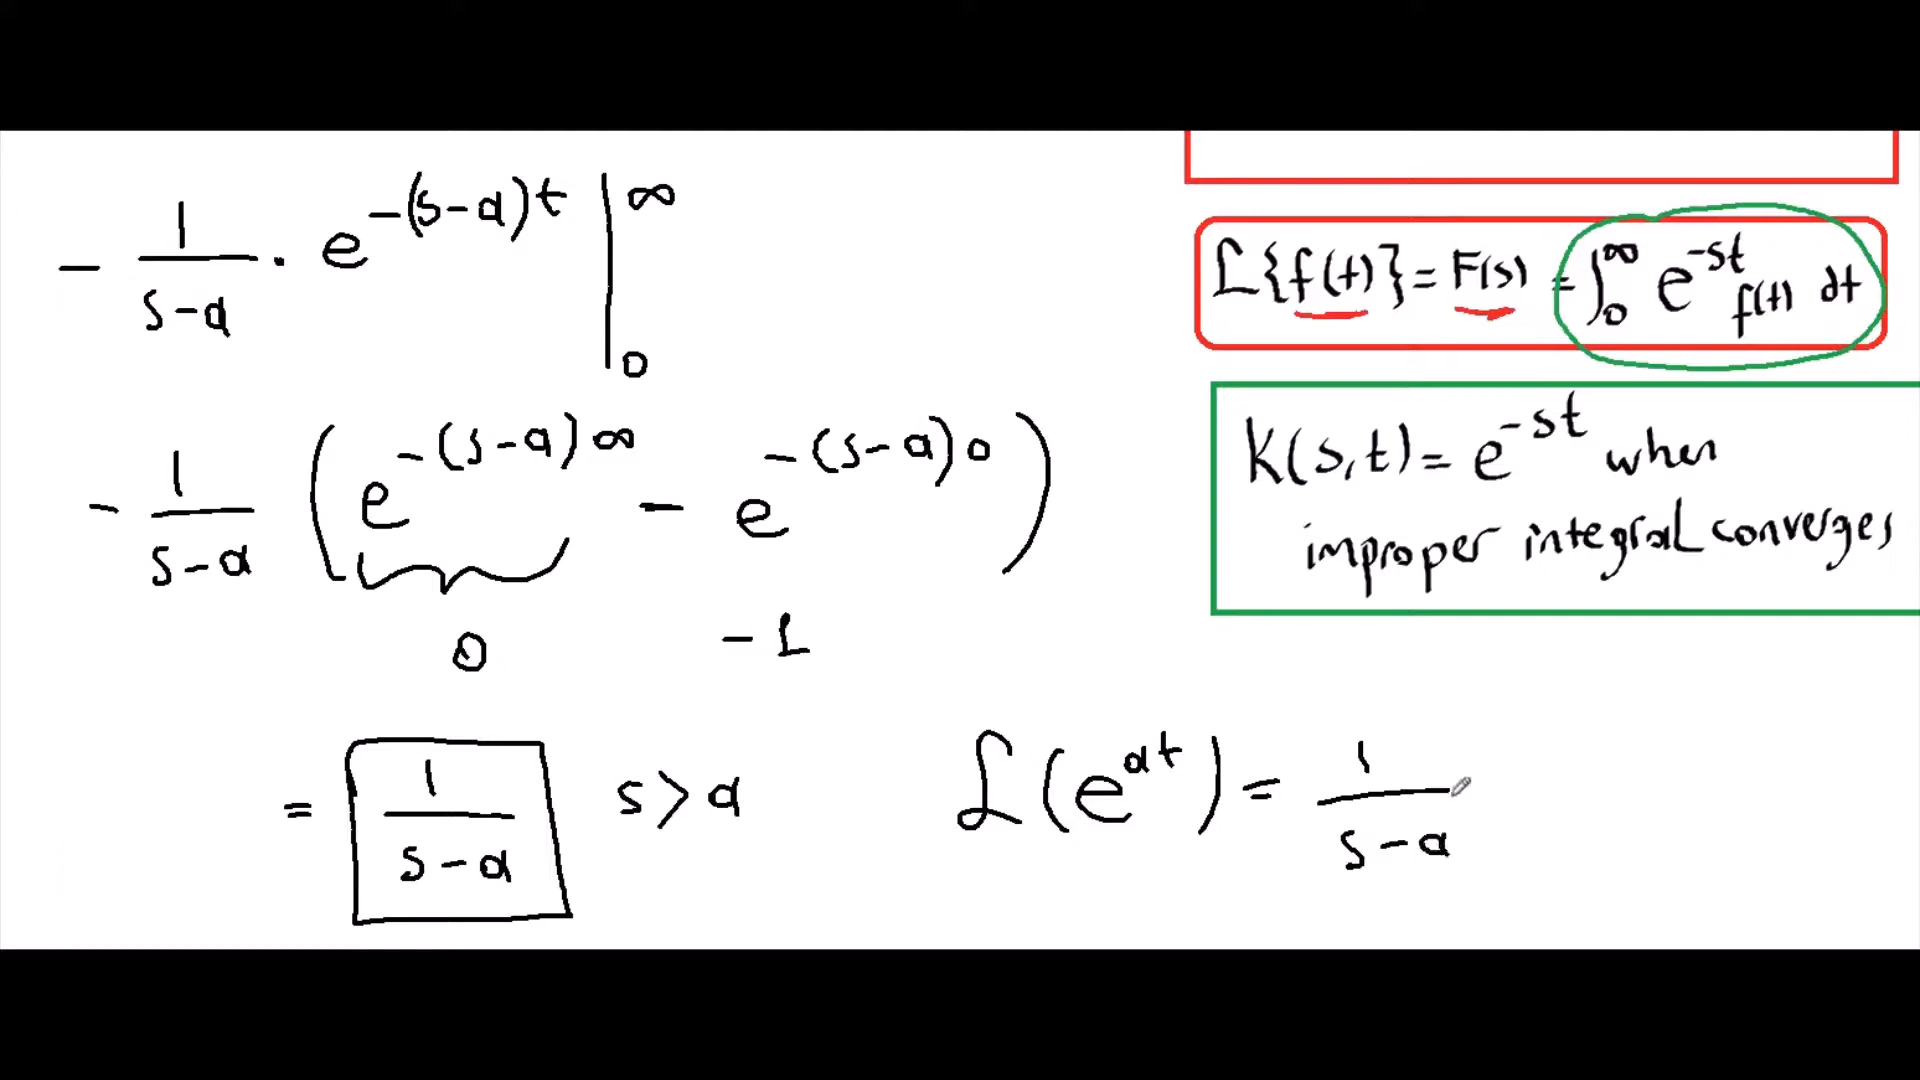 - 1/(s-a) · e^{-(s-a)t} |_0^∞
- 1/(s-a) (e^{-(s-a)∞} - e^{-(s-a)0})
0 -1
= 1/(s-a) s>a
ℒ(e^{at}) = 1/(s-a)
ℒ{f(t)} = F(s) = ∫_0^∞ e^{-st} f(t) dt
K(s,t) = e^{-st} when
improper integral converges